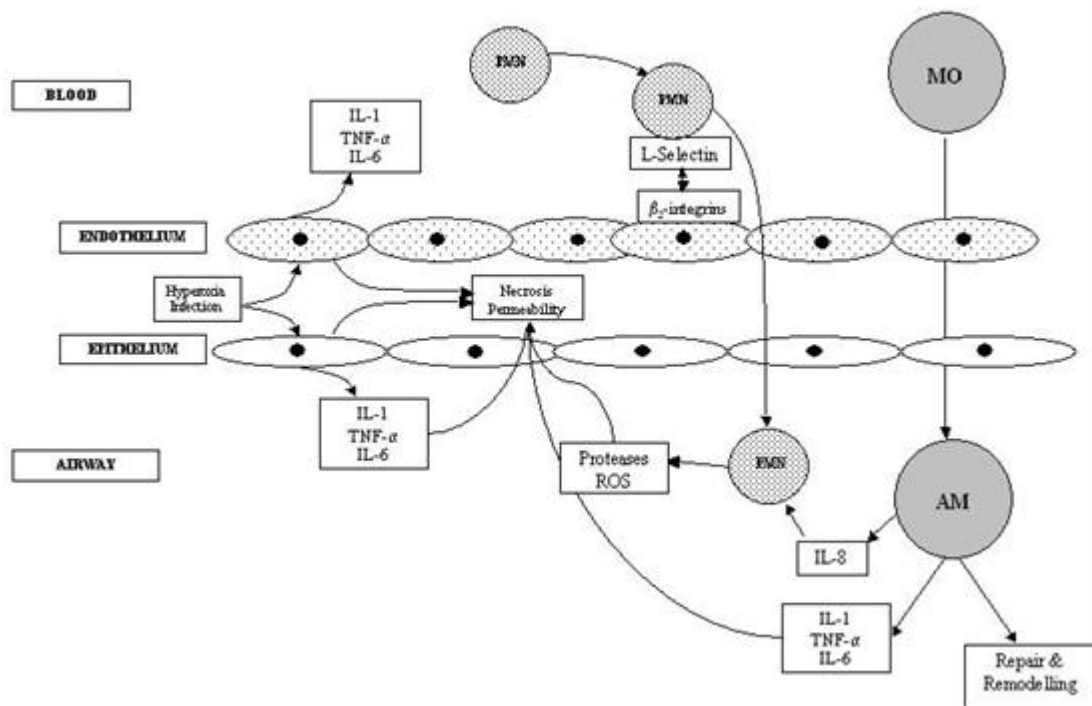 PMN
MO
BLOOD
PMN
IL-1
TNF-α
IL-6
L-Selectin
β2-integrins
ENDOTHELIUM
Hyperoxia
Infection
Necrosis
Permeability
EPITHELIUM
IL-1
TNF-α
IL-6
AIRWAY
Proteases
ROS
PMN
AM
IL-8
IL-1
TNF-α
IL-6
Repair &
Remodelling